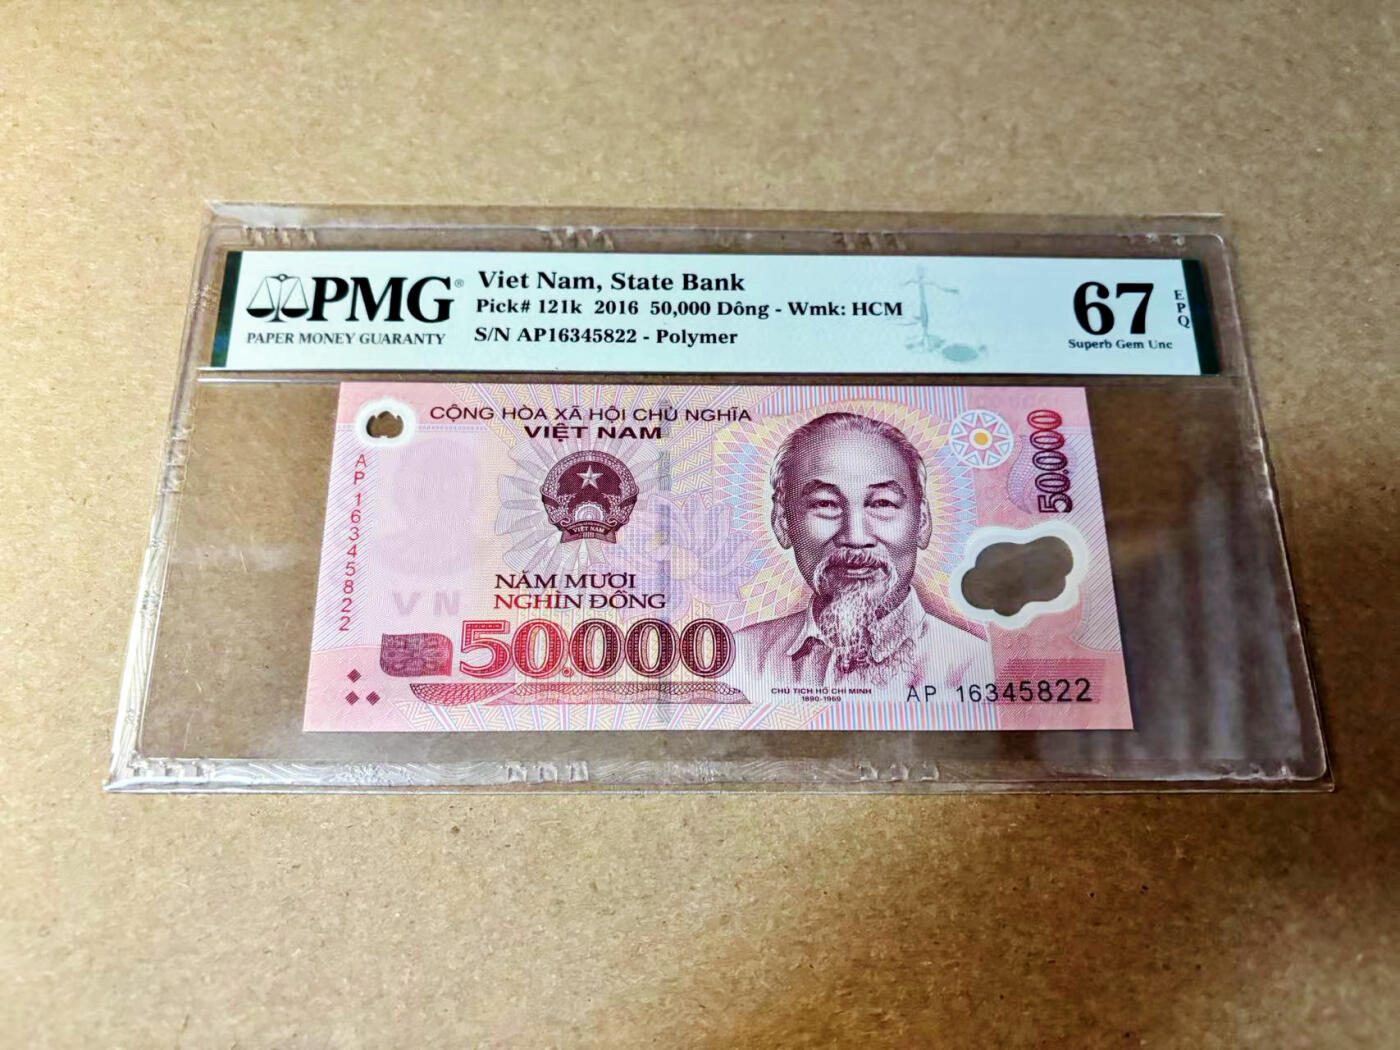 PMG®
PAPER MONEY GUARANTY
Viet Nam, State Bank
Pick# 121k 2016 50,000 Dông - Wmk: HCM
S/N AP16345822 - Polymer
67
EPQ
Superb Gem Unc
CỘNG HÒA XÃ HỘI CHỦ NGHĨA
VIỆT NAM
50.000
AP 16345822
VIỆT NAM
VN
NĂM MƯƠI
NGHÌN ĐỒNG
50.000
CHỦ TỊCH HỒ CHÍ MINH
1890-1969
AP 16345822